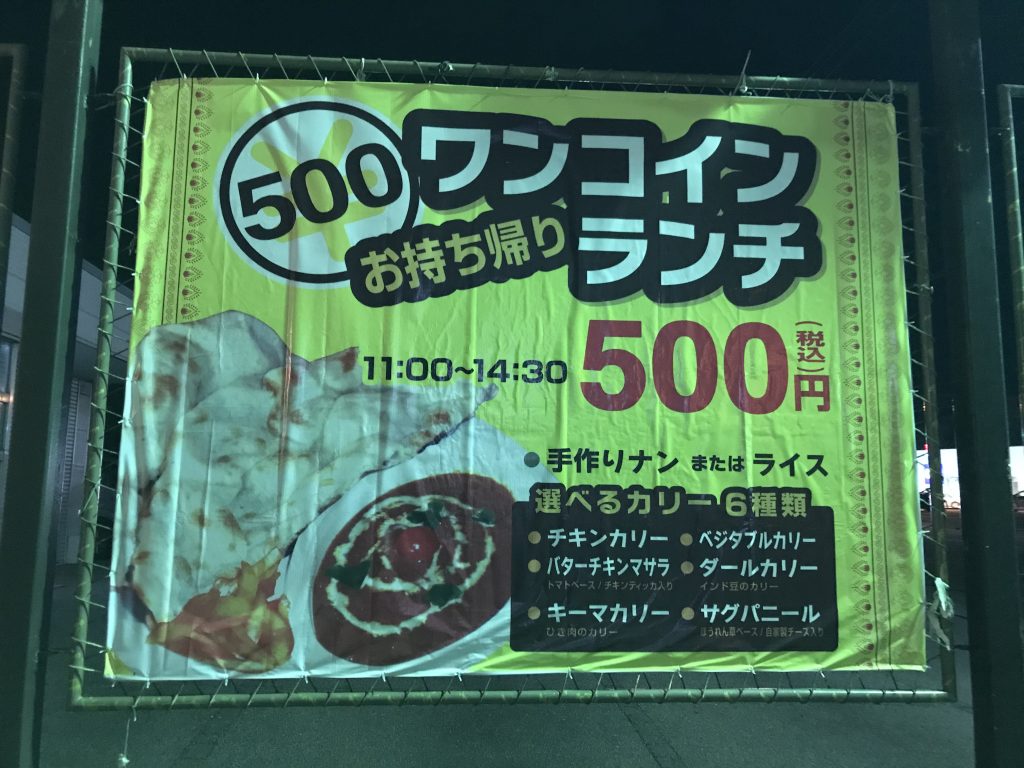 500
ワンコイン
お持ち帰り
ランチ
11:00~14:30
500円(税込)
●手作りナン または ライス
選べるカリー 6種類
●チキンカリー
●バターチキンマサラ
トマトベース/チキンティッカ入り
●キーマカリー
ひき肉のカリー
●ベジタブルカリー
●ダールカリー
インド豆のカリー
●サグパニール
ほうれん草ベース/自家製チーズ入り